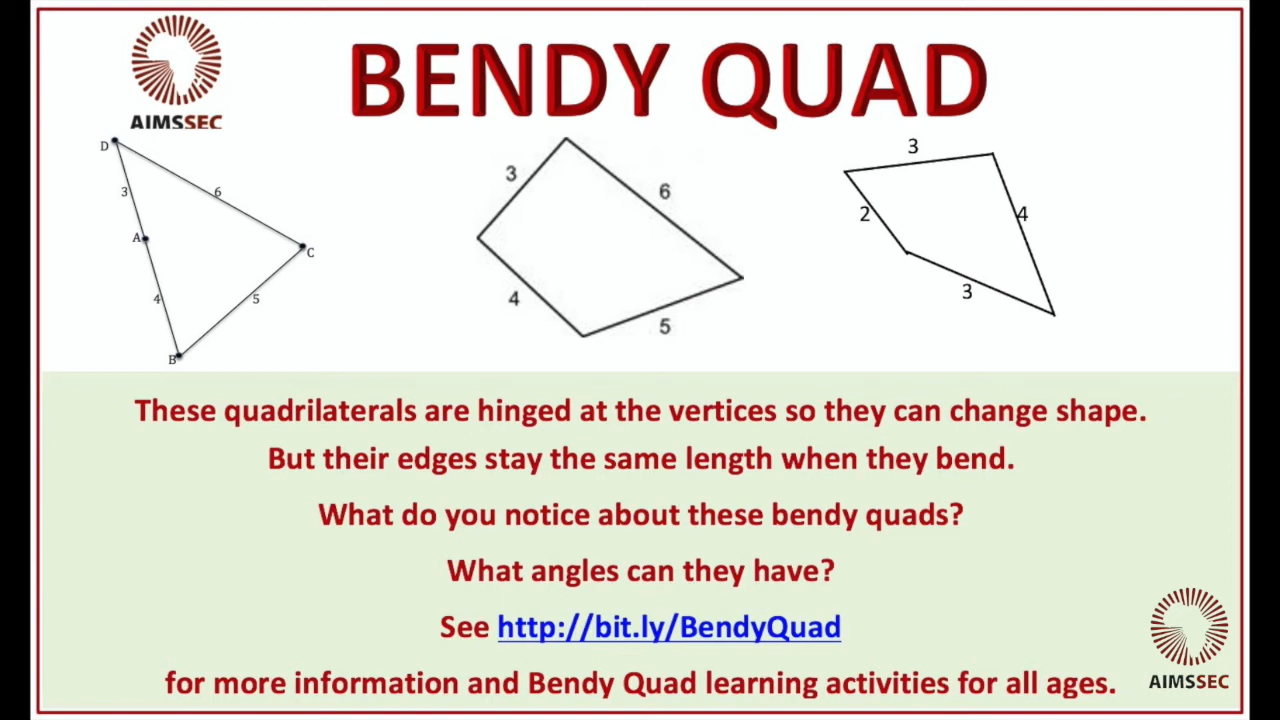 AIMSSEC
BENDY QUAD
D
3
6
A
C
4
5
B
3
6
4
5
3
2
4
3
These quadrilaterals are hinged at the vertices so they can change shape.
But their edges stay the same length when they bend.
What do you notice about these bendy quads?
What angles can they have?
See http://bit.ly/BendyQuad
for more information and Bendy Quad learning activities for all ages.
AIMSSEC